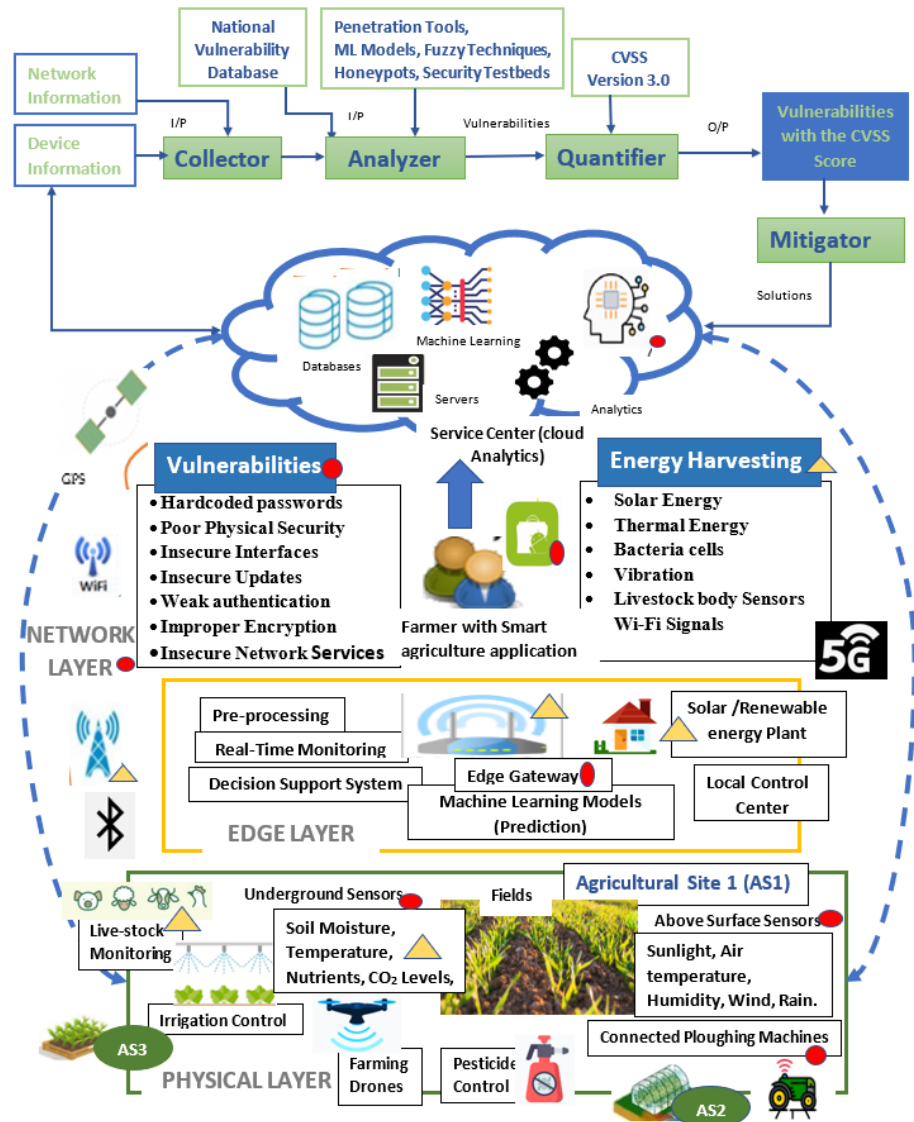 National
Vulnerability
Database
Penetration Tools,
ML Models, Fuzzy Techniques,
Honeypots, Security Testbeds
CVSS
Version 3.0
Network
Information
Device
Information
I/P
Collector
I/P
Analyzer
Vulnerabilities
Quantifier
O/P
Vulnerabilities
with the CVSS
Score
Mitigator
Solutions
Databases
Machine Learning
Servers
Analytics
Service Center (cloud
Analytics)
GPS
WiFi
NETWORK
LAYER
Vulnerabilities
• Hardcoded passwords
• Poor Physical Security
• Insecure Interfaces
• Insecure Updates
• Weak authentication
• Improper Encryption
• Insecure Network Services
Farmer with Smart
agriculture application
Energy Harvesting
• Solar Energy
• Thermal Energy
• Bacteria cells
• Vibration
• Livestock body Sensors
Wi-Fi Signals
5G
Pre-processing
Real-Time Monitoring
Decision Support System
Edge Gateway
Machine Learning Models
(Prediction)
Solar /Renewable
energy Plant
Local Control
Center
EDGE LAYER
Agricultural Site 1 (AS1)
Live-stock
Monitoring
Underground Sensors
Soil Moisture,
Temperature,
Nutrients, CO₂ Levels,
Fields
Above Surface Sensors
Sunlight, Air
temperature,
Humidity, Wind, Rain.
Irrigation Control
Connected Ploughing Machines
AS3
PHYSICAL LAYER
Farming
Drones
Pesticide
Control
AS2